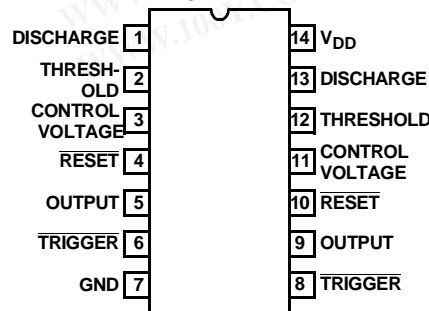 DISCHARGE 1
THRESH-
OLD 2
CONTROL
VOLTAGE 3
RESET 4
OUTPUT 5
TRIGGER 6
GND 7
14 VDD
13 DISCHARGE
12 THRESHOLD
11 CONTROL
VOLTAGE
10 RESET
9 OUTPUT
8 TRIGGER